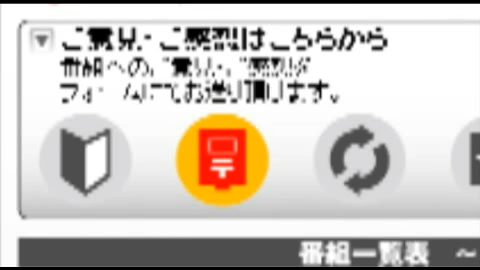 ご意見・ご感想はこちらから
番組へのご意見・ご感想が
フォームにてお送り頂けます。
番組一覧表 ～